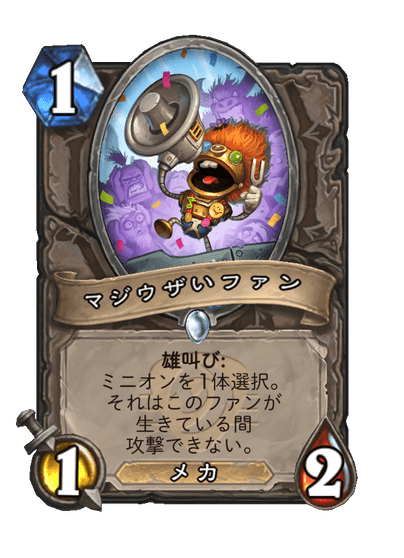 1
マジウザいファン
雄叫び:
ミニオンを1体選択。
それはこのファンが
生きている間
攻撃できない。
1
メカ
2